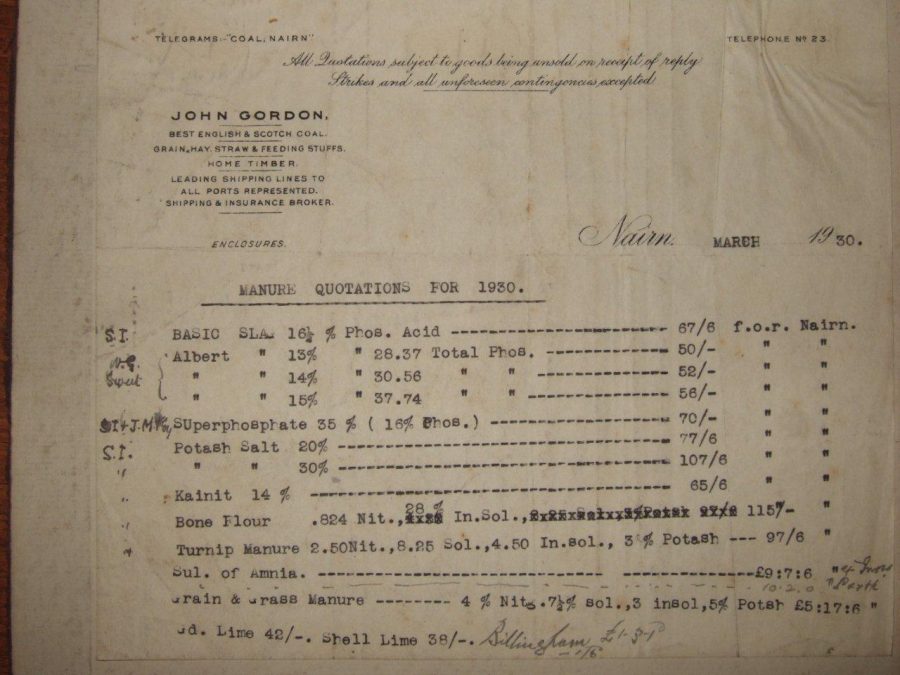 TELEGRAMS:- "COAL, NAIRN" TELEPHONE Nº 23.
All Quotations subject to goods being unsold on receipt of reply
Strikes and all unforeseen contingencies excepted
JOHN GORDON,
BEST ENGLISH & SCOTCH COAL.
GRAIN, HAY, STRAW & FEEDING STUFFS.
HOME TIMBER.
LEADING SHIPPING LINES TO
ALL PORTS REPRESENTED.
SHIPPING & INSURANCE BROKER.
ENCLOSURES.
Nairn. MARCH 1930.
MANURE QUOTATIONS FOR 1930.
S.I. BASIC SLAG 16½ % Phos. Acid ---------------------- 67/6 f.o.r. Nairn.
Albert " 13% " 28.37 Total Phos. ------------ 50/- " "
" " 14% " 30.56 " " ------------- 52/- " "
" " 15% " 37.74 " " ------------- 56/- " "
SUperphosphate 35 % ( 16% Phos.) ------------------ 70/- " "
S.I. Potash Salt 20% --------------------------------- 77/6 " "
" " " 30% --------------------------------- 107/6 " "
" Kainit 14 % ------------------------------------ 65/6 " "
" Bone Flour .824 Nit., 28 % In.Sol., 115/- "
" Turnip Manure 2.50Nit.,8.25 Sol.,4.50 In.sol., 3 % Potash --- 97/6 "
Sul. of Amnia. ---------------------------- ------------- £9:7:6 "
10.2.0 " Perth
Grain & Grass Manure -------- 4 % Nit. 7½% sol.,3 insol,5% Potsh £5:17:6 "
Gd. Lime 42/-. Shell Lime 38/-. Billingham